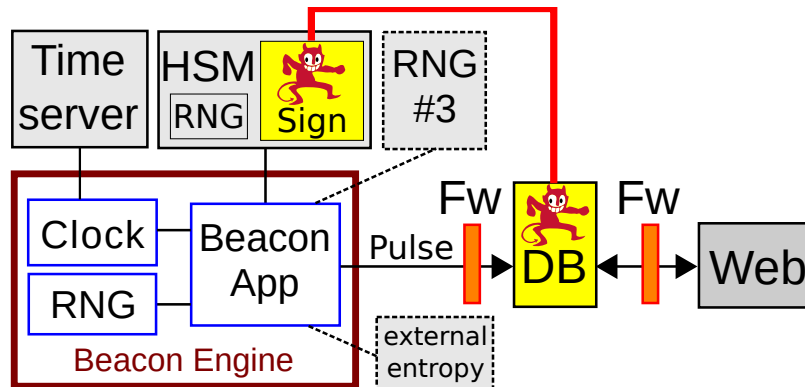 Time
server
HSM
RNG
Sign
RNG
#3
Clock
RNG
Beacon
App
Beacon Engine
Pulse
external
entropy
Fw
DB
Fw
Web